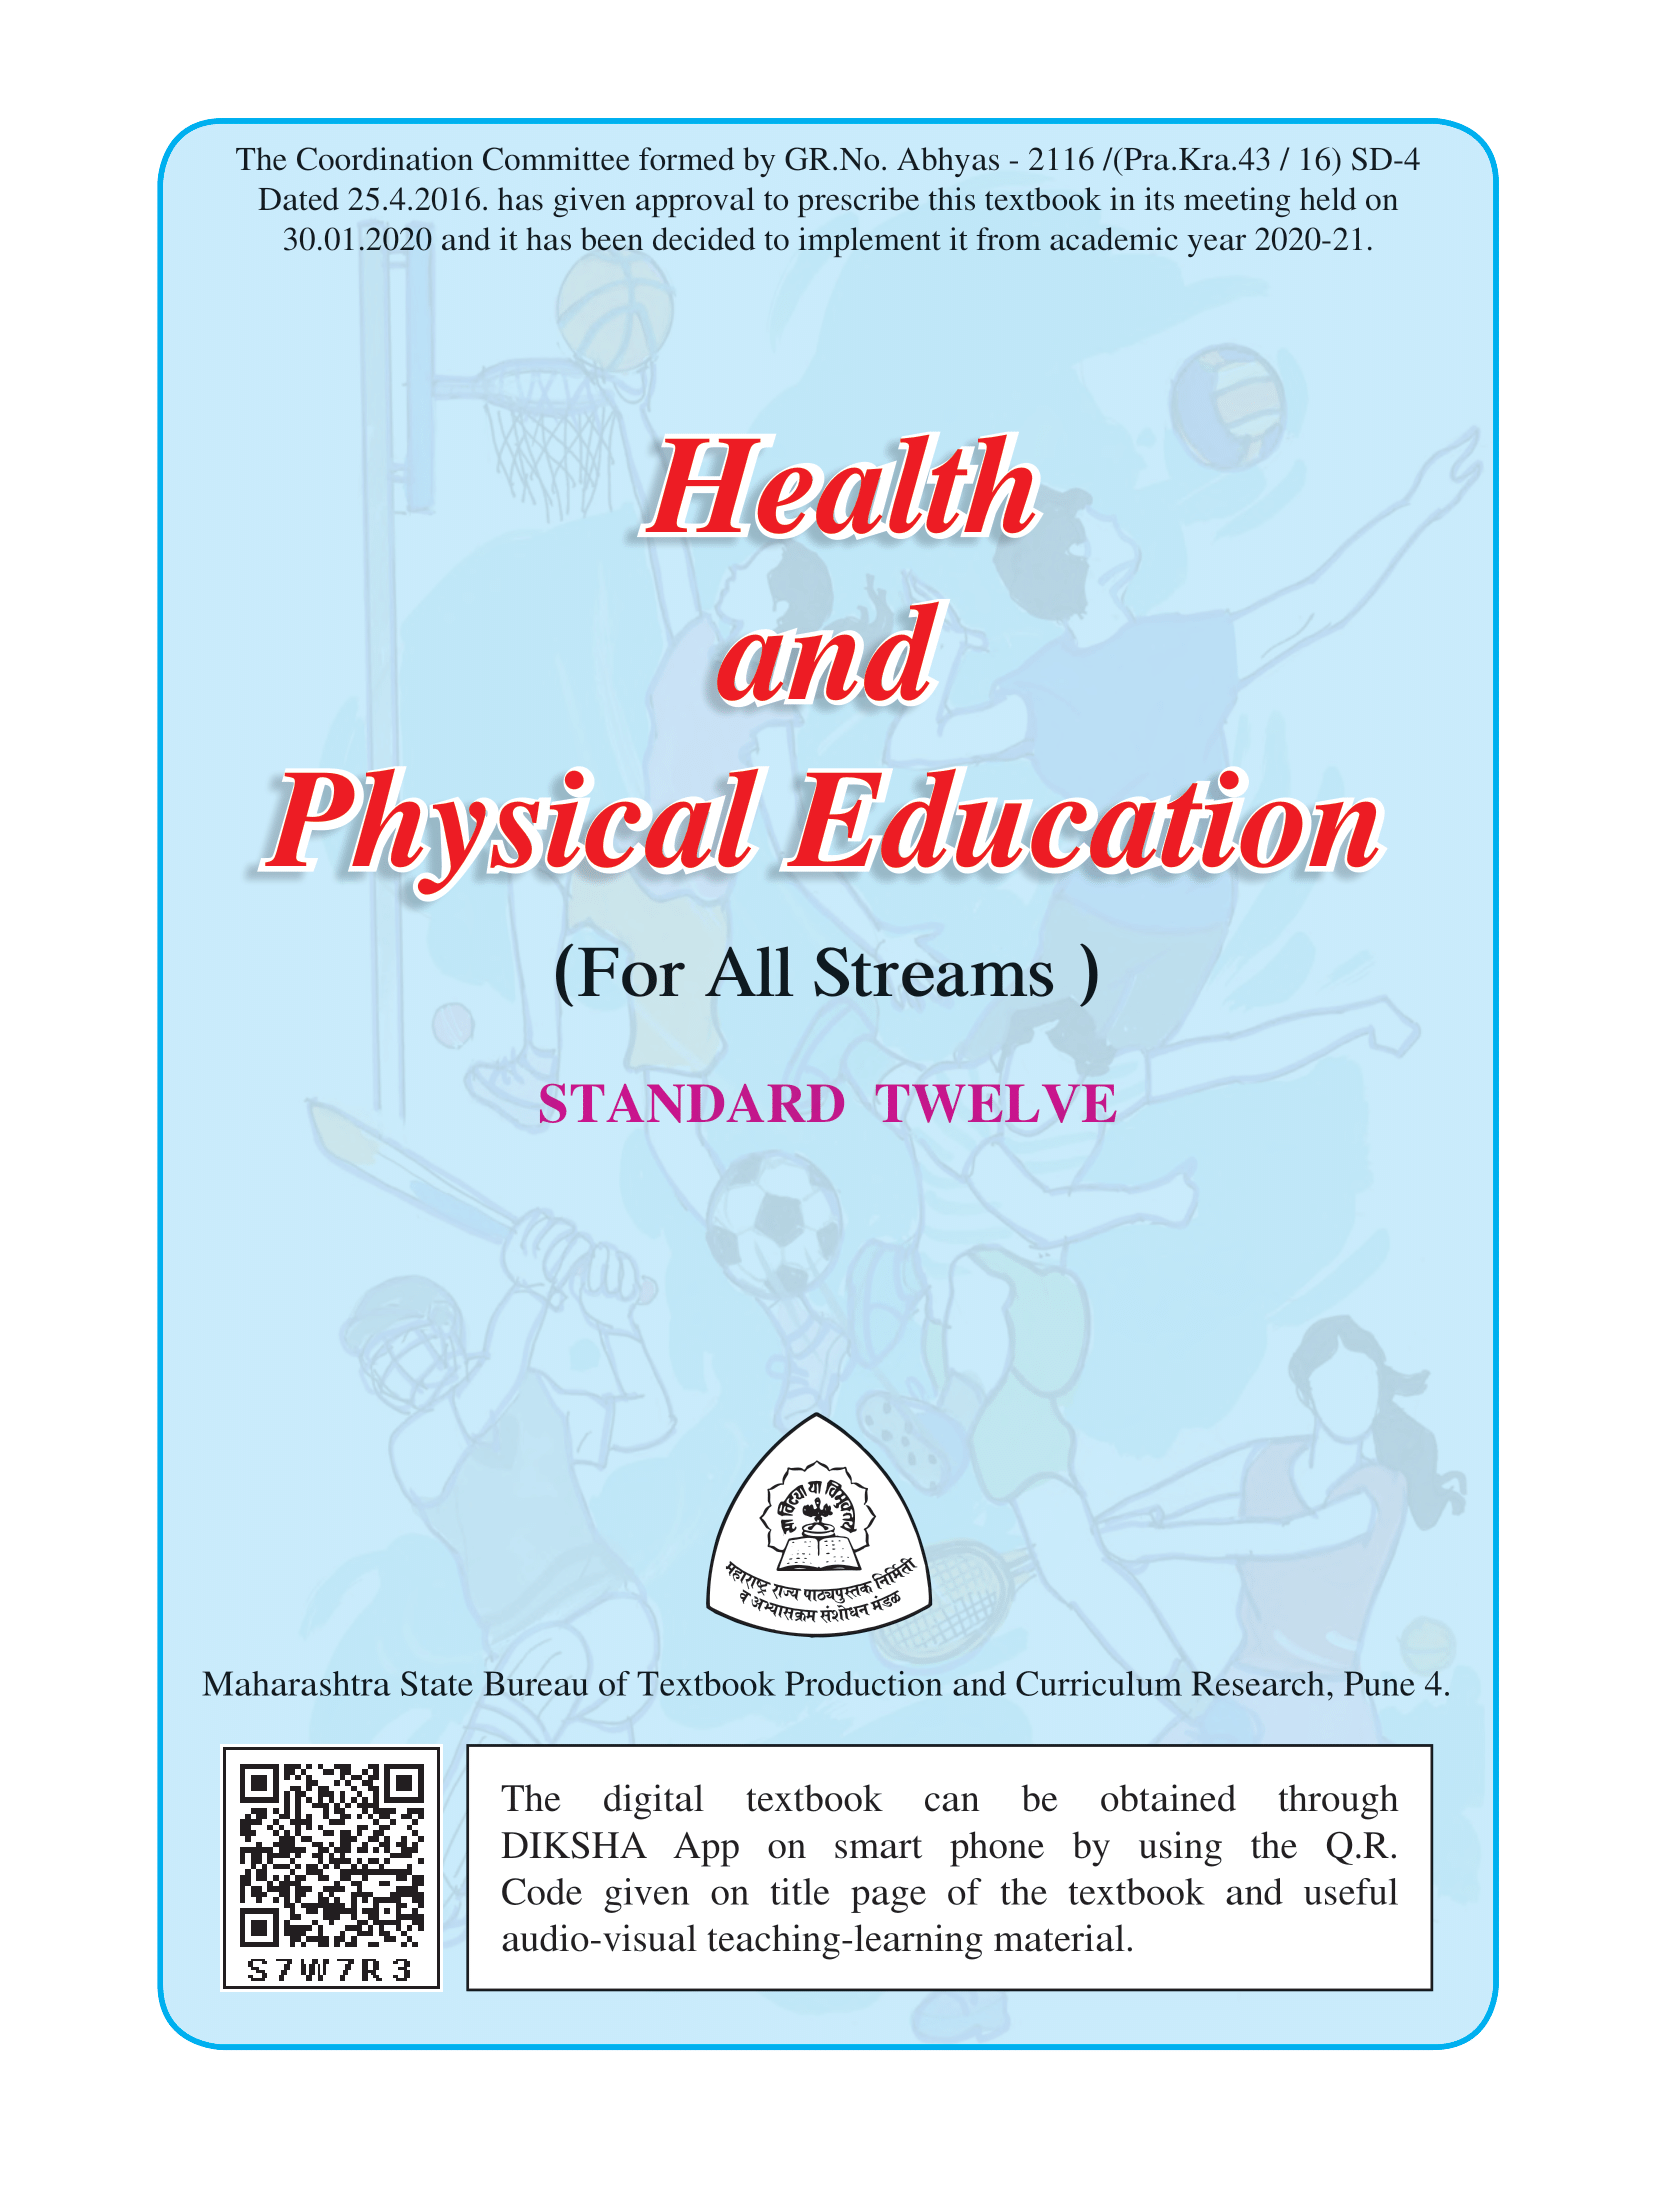 The Coordination Committee formed by GR.No. Abhyas - 2116 /(Pra.Kra.43 / 16) SD-4
Dated 25.4.2016. has given approval to prescribe this textbook in its meeting held on
30.01.2020 and it has been decided to implement it from academic year 2020-21.
Health
and
Physical Education
(For All Streams )
STANDARD TWELVE
सा विद्या या विमुक्तये
महाराष्ट्र राज्य पाठ्यपुस्तक निर्मिती
व अभ्यासक्रम संशोधन मंडळ
Maharashtra State Bureau of Textbook Production and Curriculum Research, Pune 4.
S7W7R3
The digital textbook can be obtained through
DIKSHA App on smart phone by using the Q.R.
Code given on title page of the textbook and useful
audio-visual teaching-learning material.